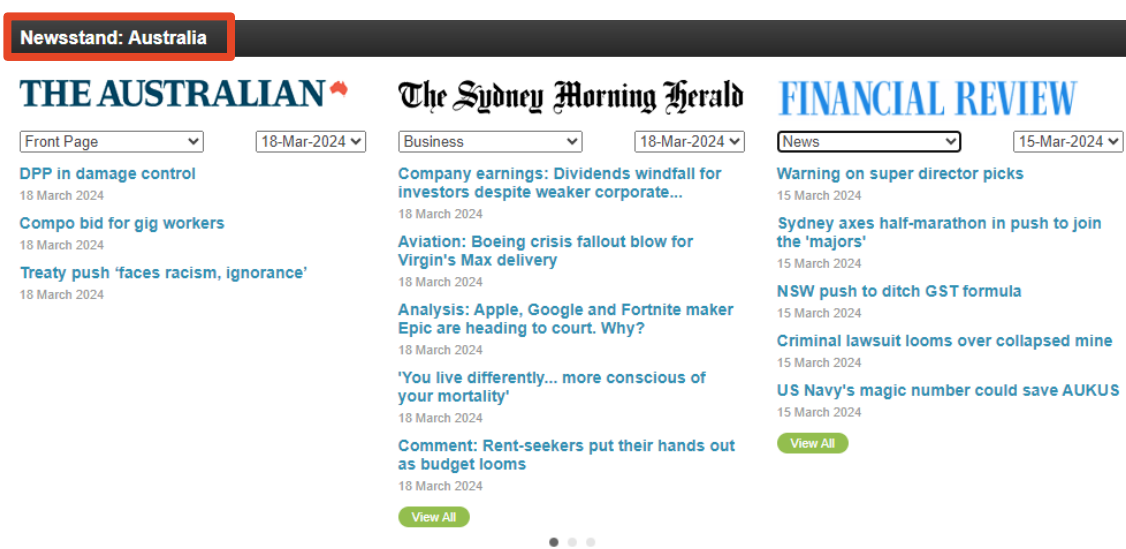 Newsstand: Australia
THE AUSTRALIAN
Front Page
18-Mar-2024
DPP in damage control
18 March 2024
Compo bid for gig workers
18 March 2024
Treaty push ‘faces racism, ignorance’
18 March 2024
The Sydney Morning Herald
Business
18-Mar-2024
Company earnings: Dividends windfall for
investors despite weaker corporate...
18 March 2024
Aviation: Boeing crisis fallout blow for
Virgin's Max delivery
18 March 2024
Analysis: Apple, Google and Fortnite maker
Epic are heading to court. Why?
18 March 2024
'You live differently... more conscious of
your mortality'
18 March 2024
Comment: Rent-seekers put their hands out
as budget looms
18 March 2024
View All
FINANCIAL REVIEW
News
15-Mar-2024
Warning on super director picks
15 March 2024
Sydney axes half-marathon in push to join
the 'majors'
15 March 2024
NSW push to ditch GST formula
15 March 2024
Criminal lawsuit looms over collapsed mine
15 March 2024
US Navy's magic number could save AUKUS
15 March 2024
View All